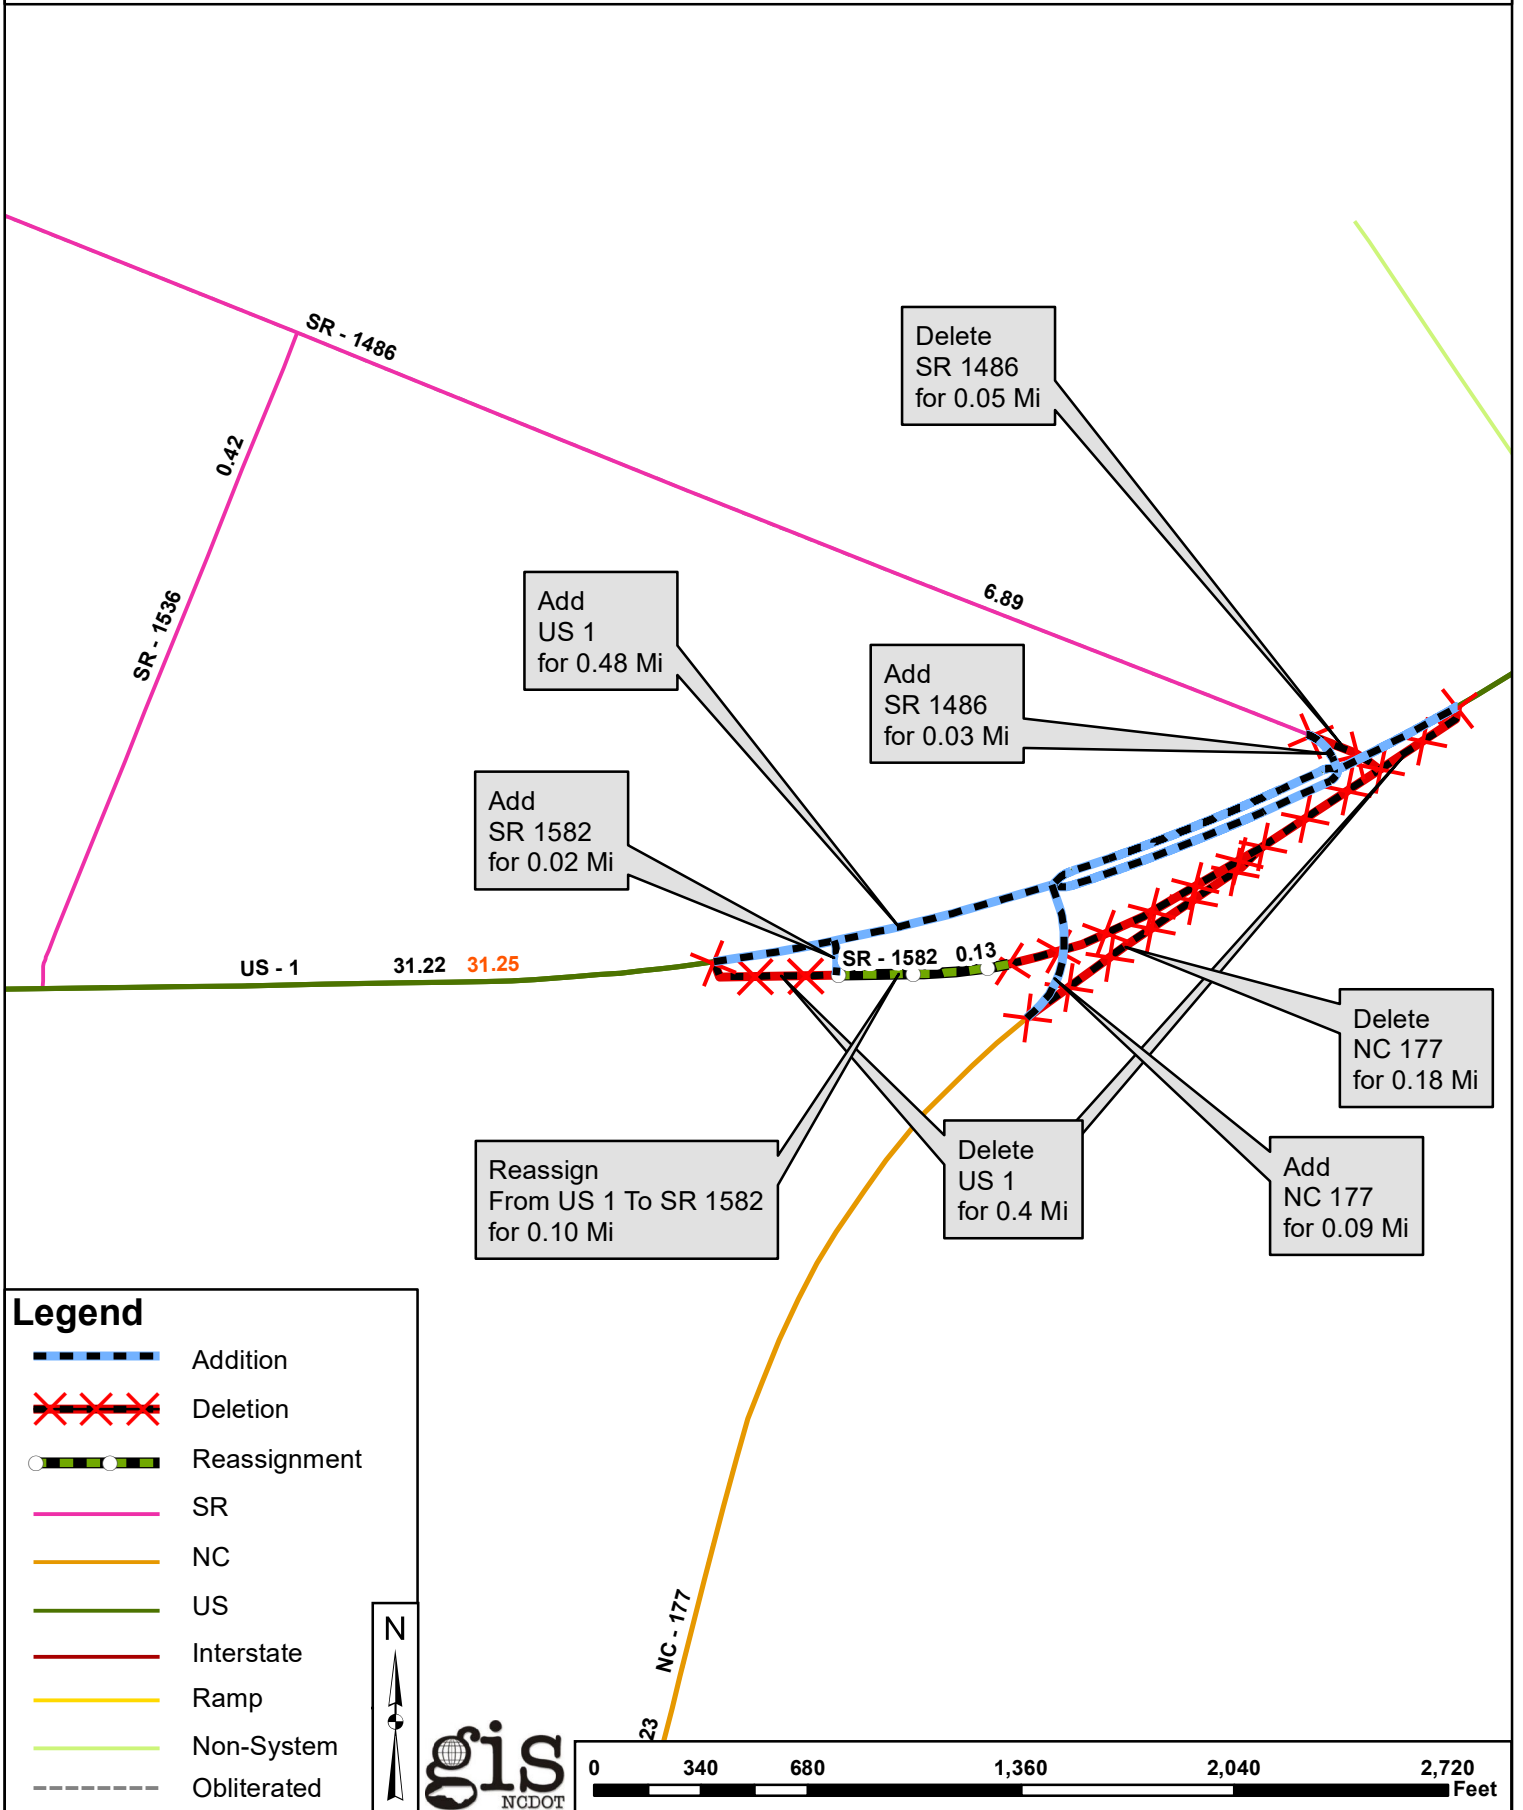 SR - 1486
Delete
SR 1486
for 0.05 Mi
0.42
6.89
Add
US 1
for 0.48 Mi
SR - 1536
Add
SR 1486
for 0.03 Mi
Add
SR 1582
for 0.02 Mi
US - 1
31.22
31.25
SR - 1582
0.13
Delete
NC 177
for 0.18 Mi
Reassign
From US 1 To SR 1582
for 0.10 Mi
Delete
US 1
for 0.4 Mi
Add
NC 177
for 0.09 Mi
Legend
Addition
Deletion
Reassignment
SR
NC
US
Interstate
Ramp
Non-System
Obliterated
N
NC - 177
23
gis
NCDOT
0 340 680 1,360 2,040 2,720
Feet